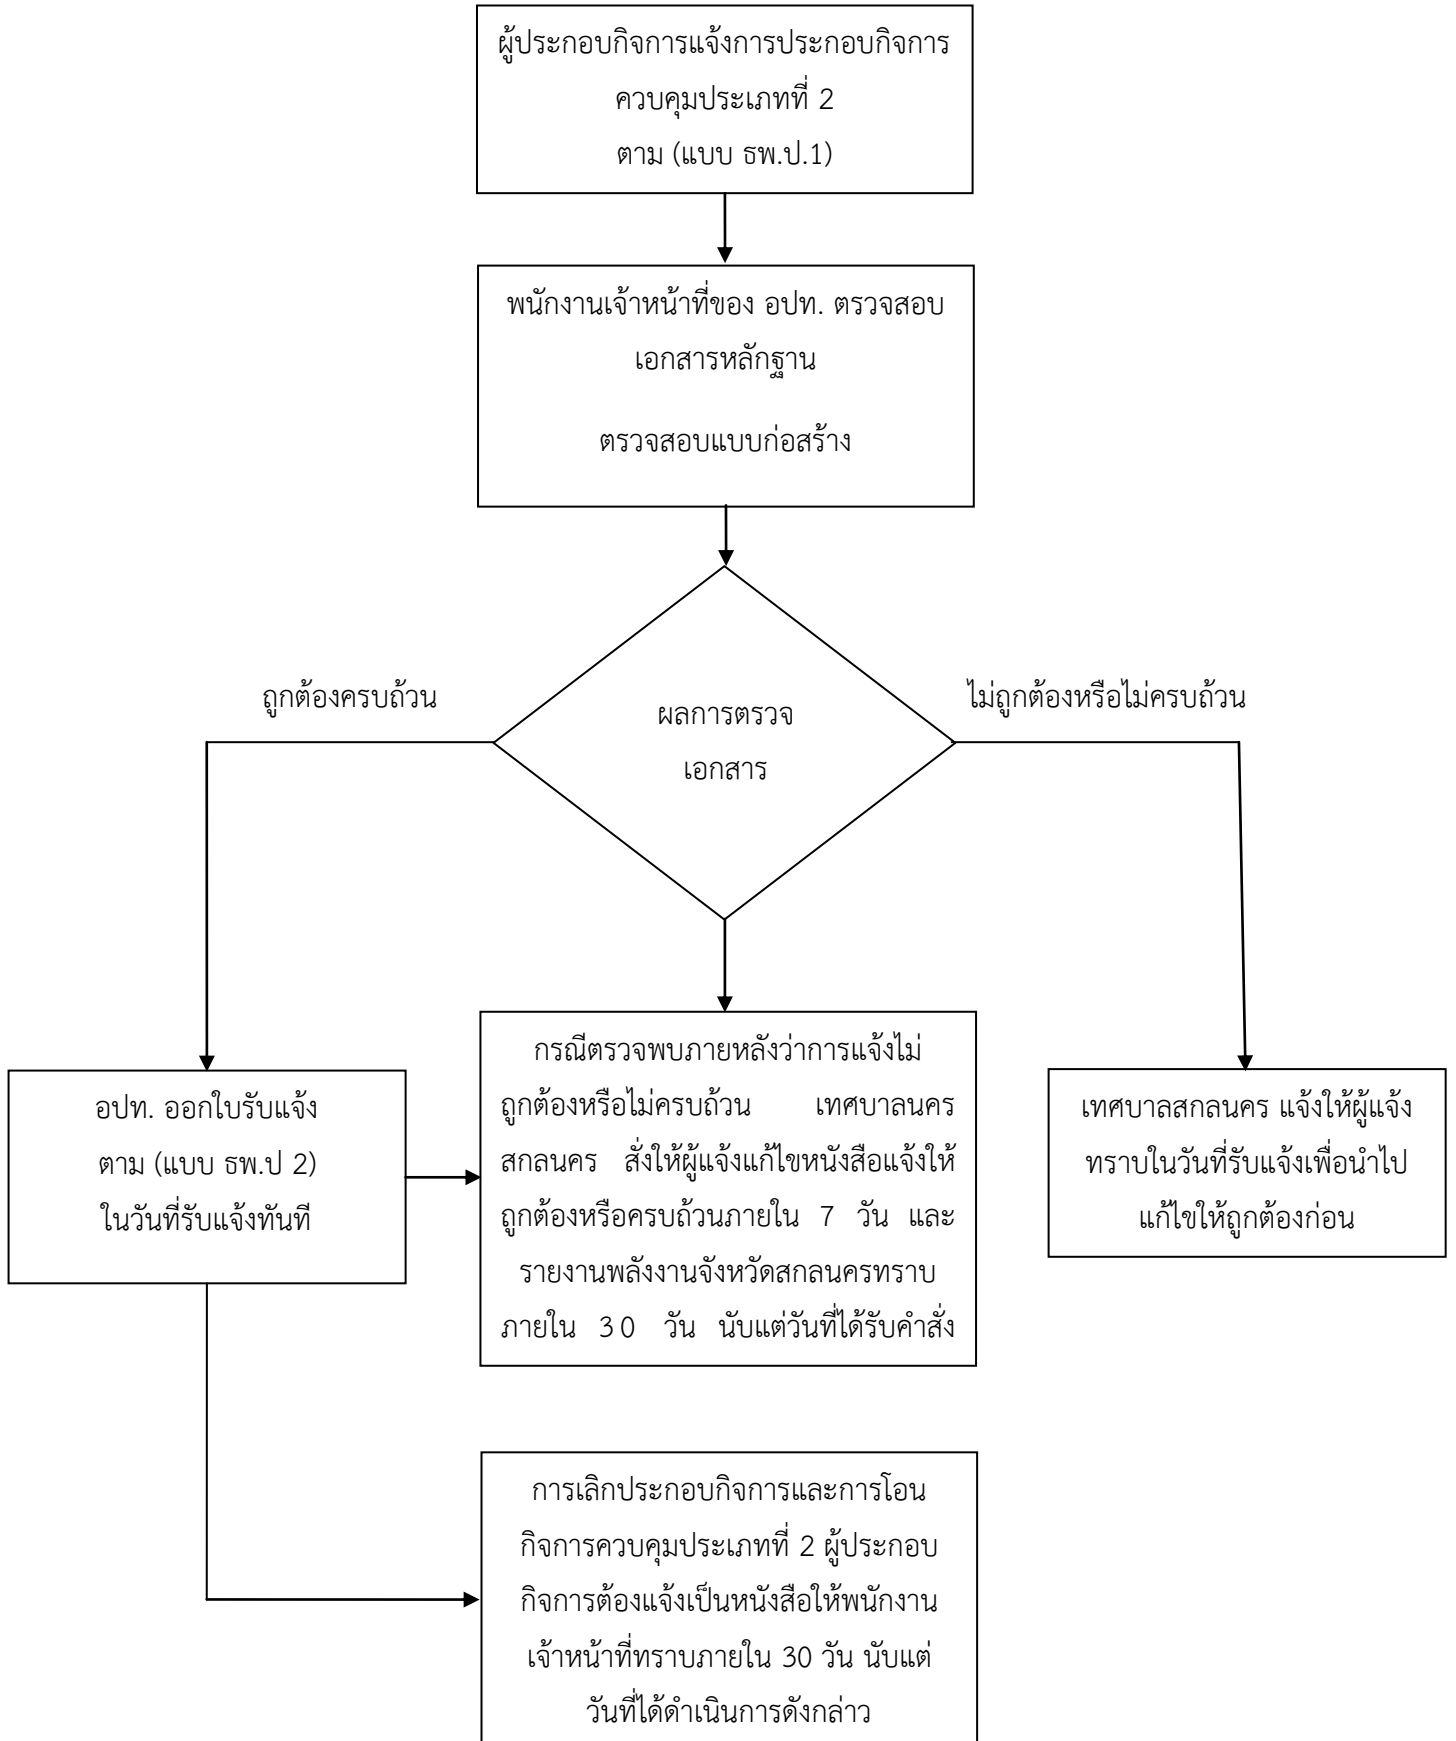 ผู้ประกอบกิจการแจ้งการประกอบกิจการ
ควบคุมประเภทที่ 2
ตาม (แบบ ธพ.ป.1)
พนักงานเจ้าหน้าที่ของ อปท. ตรวจสอบ
เอกสารหลักฐาน
ตรวจสอบแบบก่อสร้าง
ถูกต้องครบถ้วน
ผลการตรวจ
เอกสาร
ไม่ถูกต้องหรือไม่ครบถ้วน
อปท. ออกใบรับแจ้ง
ตาม (แบบ ธพ.ป 2)
ในวันที่รับแจ้งทันที
กรณีตรวจพบภายหลังว่าการแจ้งไม่
ถูกต้องหรือไม่ครบถ้วน เทศบาลนคร
สกลนคร สั่งให้ผู้แจ้งแก้ไขหนังสือแจ้งให้
ถูกต้องหรือครบถ้วนภายใน 7 วัน และ
รายงานพลังงานจังหวัดสกลนครทราบ
ภายใน 30 วัน นับแต่วันที่ได้รับคำสั่ง
เทศบาลสกลนคร แจ้งให้ผู้แจ้ง
ทราบในวันที่รับแจ้งเพื่อนำไป
แก้ไขให้ถูกต้องก่อน
การเลิกประกอบกิจการและการโอน
กิจการควบคุมประเภทที่ 2 ผู้ประกอบ
กิจการต้องแจ้งเป็นหนังสือให้พนักงาน
เจ้าหน้าที่ทราบภายใน 30 วัน นับแต่
วันที่ได้ดำเนินการดังกล่าว